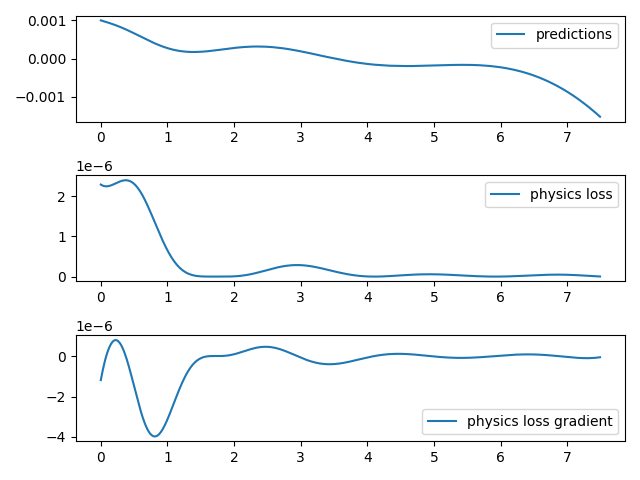 0.001
0.000
−0.001
predictions
0 1 2 3 4 5 6 7
1e−6
2
1
0
physics loss
0 1 2 3 4 5 6 7
1e−6
0
−2
−4
physics loss gradient
0 1 2 3 4 5 6 7